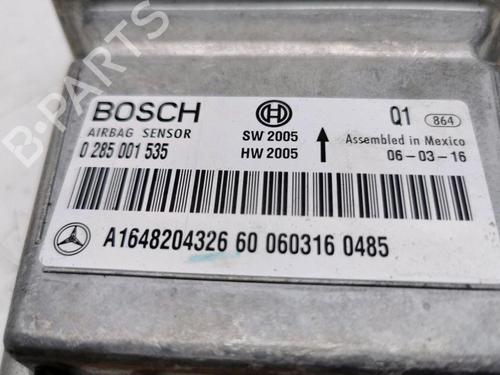 B-PARTS
BOSCH
AIRBAG SENSOR
0 285 001 535
SW 2005
HW 2005
Q1 864
Assembled in Mexico
06-03-16
A1648204326 60 060316 0485